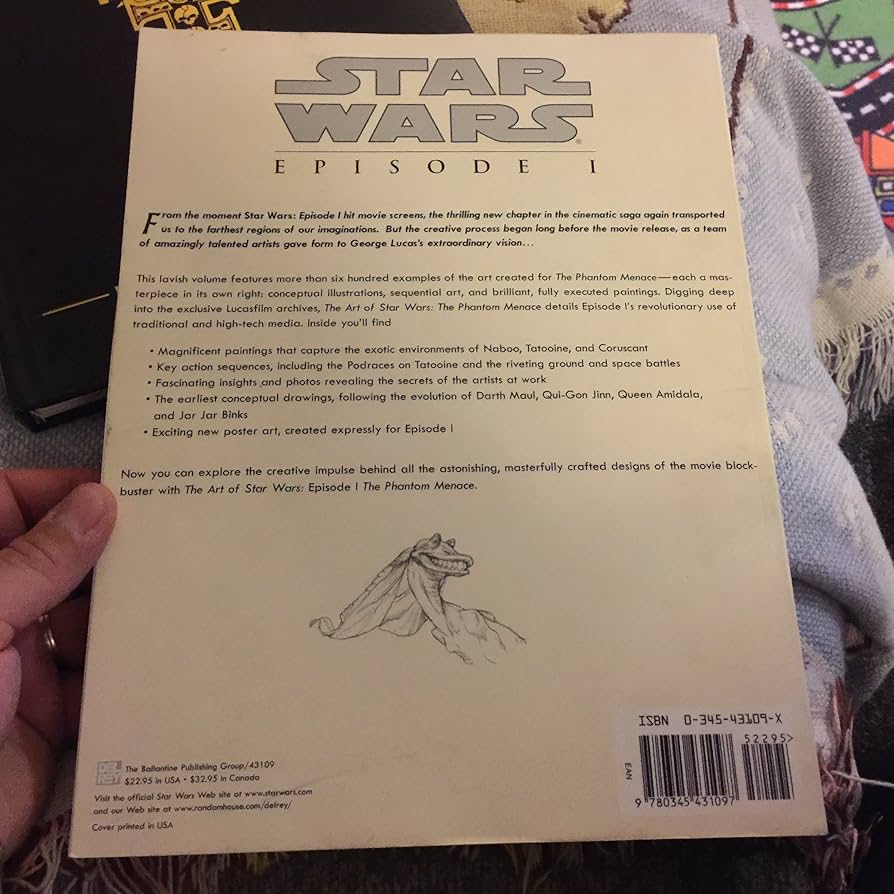 STAR
WARS®
EPISODE I
From the moment Star Wars: Episode I hit movie screens, the thrilling new chapter in the cinematic saga again transported
us to the farthest regions of our imaginations. But the creative process began long before the movie release, as a team
of amazingly talented artists gave form to George Lucas's extraordinary vision...
This lavish volume features more than six hundred examples of the art created for The Phantom Menace—each a mas-
terpiece in its own right: conceptual illustrations, sequential art, and brilliant, fully executed paintings. Digging deep
into the exclusive Lucasfilm archives, The Art of Star Wars: The Phantom Menace details Episode I's revolutionary use of
traditional and high-tech media. Inside you'll find
• Magnificent paintings that capture the exotic environments of Naboo, Tatooine, and Coruscant
• Key action sequences, including the Podraces on Tatooine and the riveting ground and space battles
• Fascinating insights and photos revealing the secrets of the artists at work
• The earliest conceptual drawings, following the evolution of Darth Maul, Qui-Gon Jinn, Queen Amidala,
and Jar Jar Binks
• Exciting new poster art, created expressly for Episode I
Now you can explore the creative impulse behind all the astonishing, masterfully crafted designs of the movie block-
buster with The Art of Star Wars: Episode I The Phantom Menace.
ISBN 0-345-43109-X
52295>
EAN
9 780345 431097
DEL REY
The Ballantine Publishing Group/43109
$22.95 in USA • $32.95 in Canada
Visit the official Star Wars Web site at www.starwars.com
and our Web site at www.randomhouse.com/delrey/
Cover printed in USA